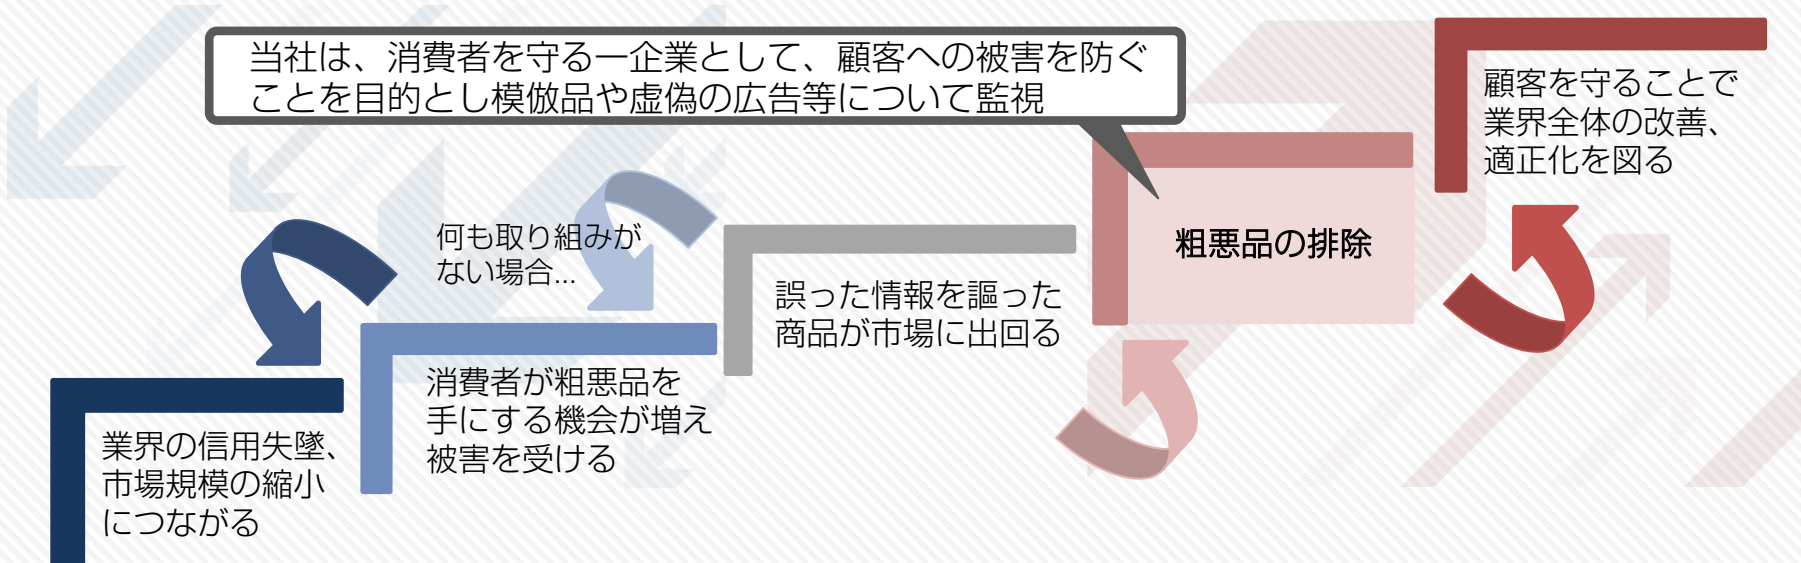 当社は、消費者を守る一企業として、顧客への被害を防ぐ
ことを目的とし模倣品や虚偽の広告等について監視
顧客を守ることで
業界全体の改善、
適正化を図る
粗悪品の排除
何も取り組みが
ない場合...
誤った情報を謳った
商品が市場に出回る
消費者が粗悪品を
手にする機会が増え
被害を受ける
業界の信用失墜、
市場規模の縮小
につながる